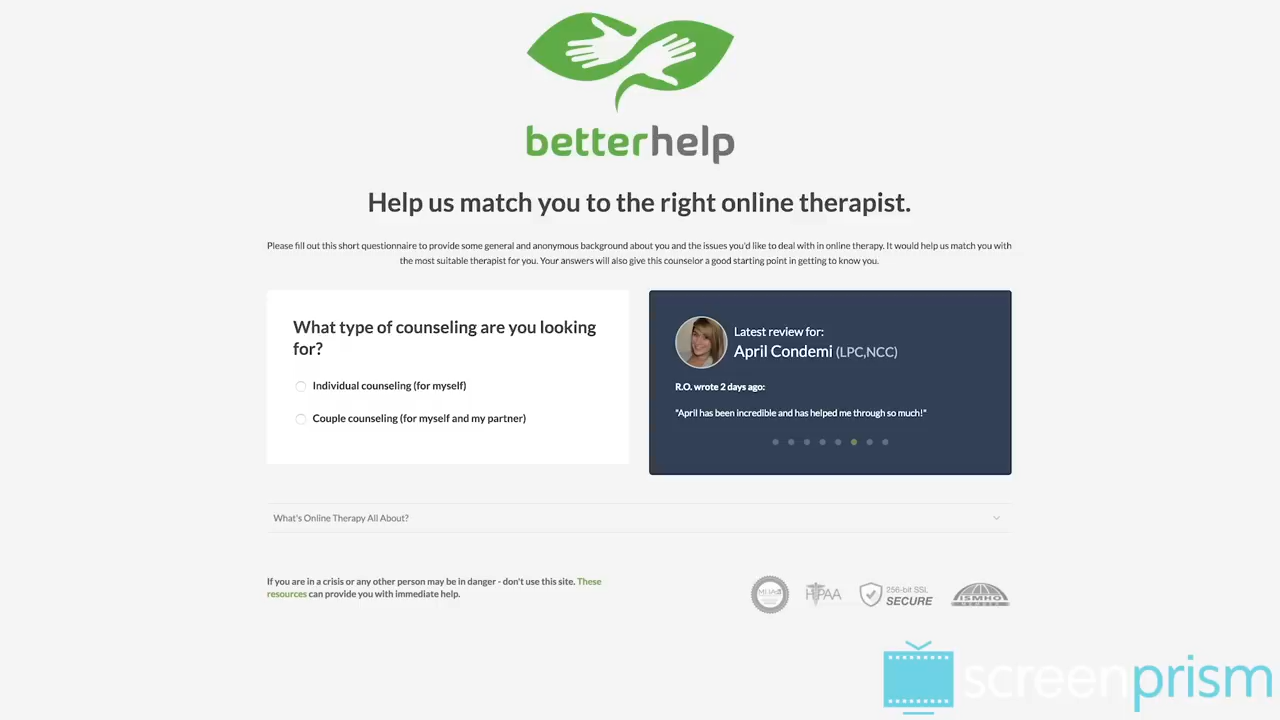 betterhelp
Help us match you to the right online therapist.
Please fill out this short questionnaire to provide some general and anonymous background about you and the issues you'd like to deal with in online therapy. It would help us match you with
the most suitable therapist for you. Your answers will also give this counselor a good starting point in getting to know you.
What type of counseling are you looking
for?
Individual counseling (for myself)
Couple counseling (for myself and my partner)
Latest review for:
April Condemi (LPC,NCC)
R.O. wrote 2 days ago:
"April has been incredible and has helped me through so much!"
What's Online Therapy All About?
If you are in a crisis or any other person may be in danger - don't use this site. These
resources can provide you with immediate help.
HIPAA
256-bit SSL
SECURE
ISMHO
MEMBER
screenprism